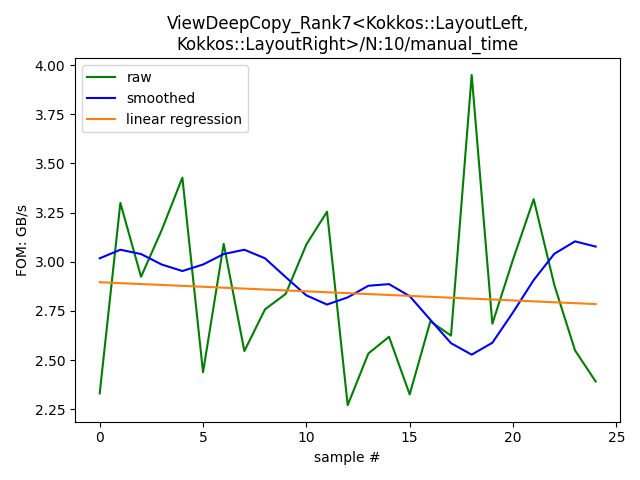 ViewDeepCopy_Rank7<Kokkos::LayoutLeft,
Kokkos::LayoutRight>/N:10/manual_time
raw
smoothed
linear regression
FOM: GB/s
4.00
3.75
3.50
3.25
3.00
2.75
2.50
2.25
0
5
10
15
20
25
sample #